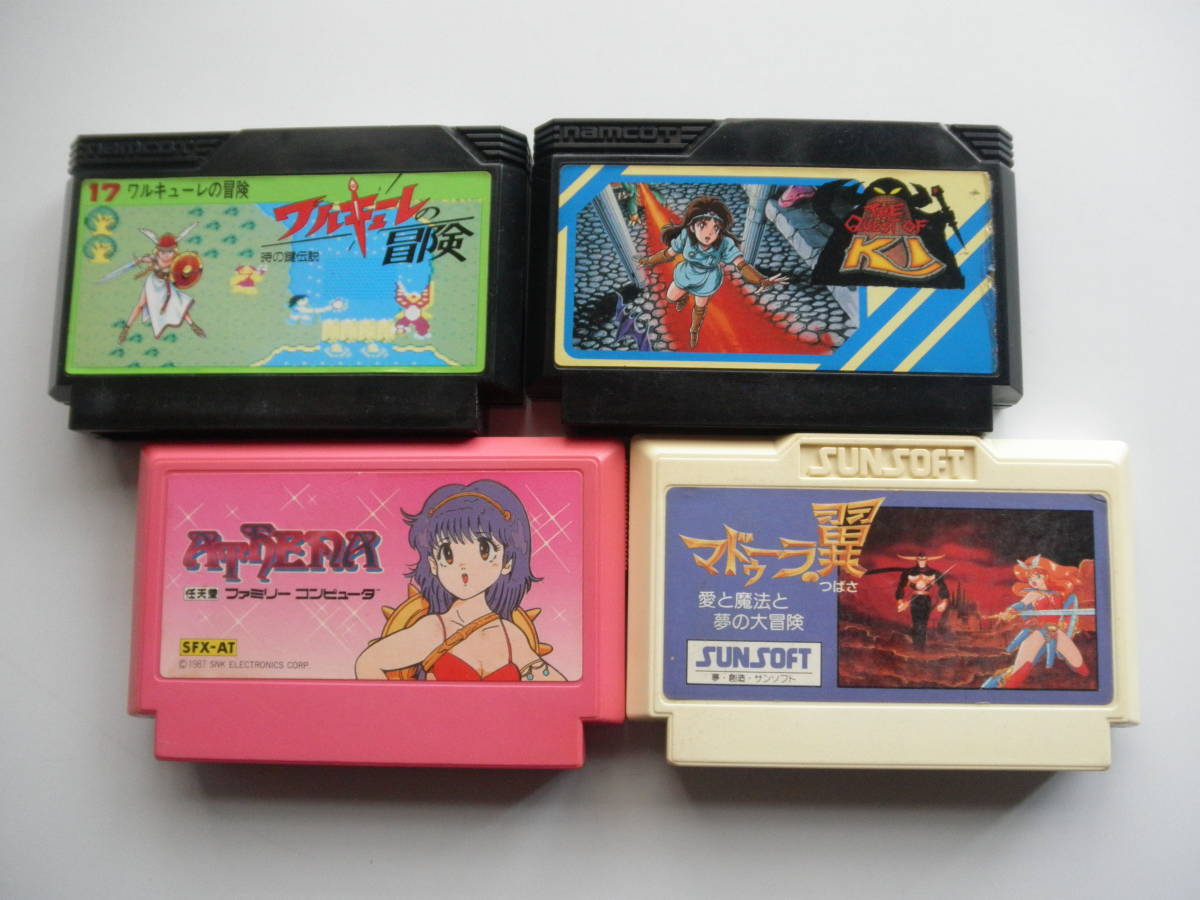 namcot
17 ワルキューレの冒険
ワルキューレの冒険
時の鍵伝説
namcot
THE QUEST OF KI
ATHENA
任天堂 ファミリー コンピュータ
SFX-AT
© 1987 SNK ELECTRONICS CORP.
SUNSOFT
マドゥーラの翼
つばさ
愛と魔法と
夢の大冒険
SUNSOFT
夢・創造・サンソフト